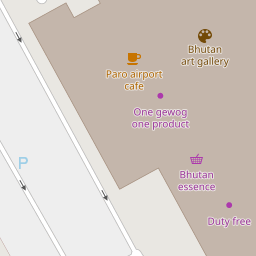 Bhutan
art gallery
Paro airport
cafe
One gewog
one product
P
Bhutan
essence
Duty free